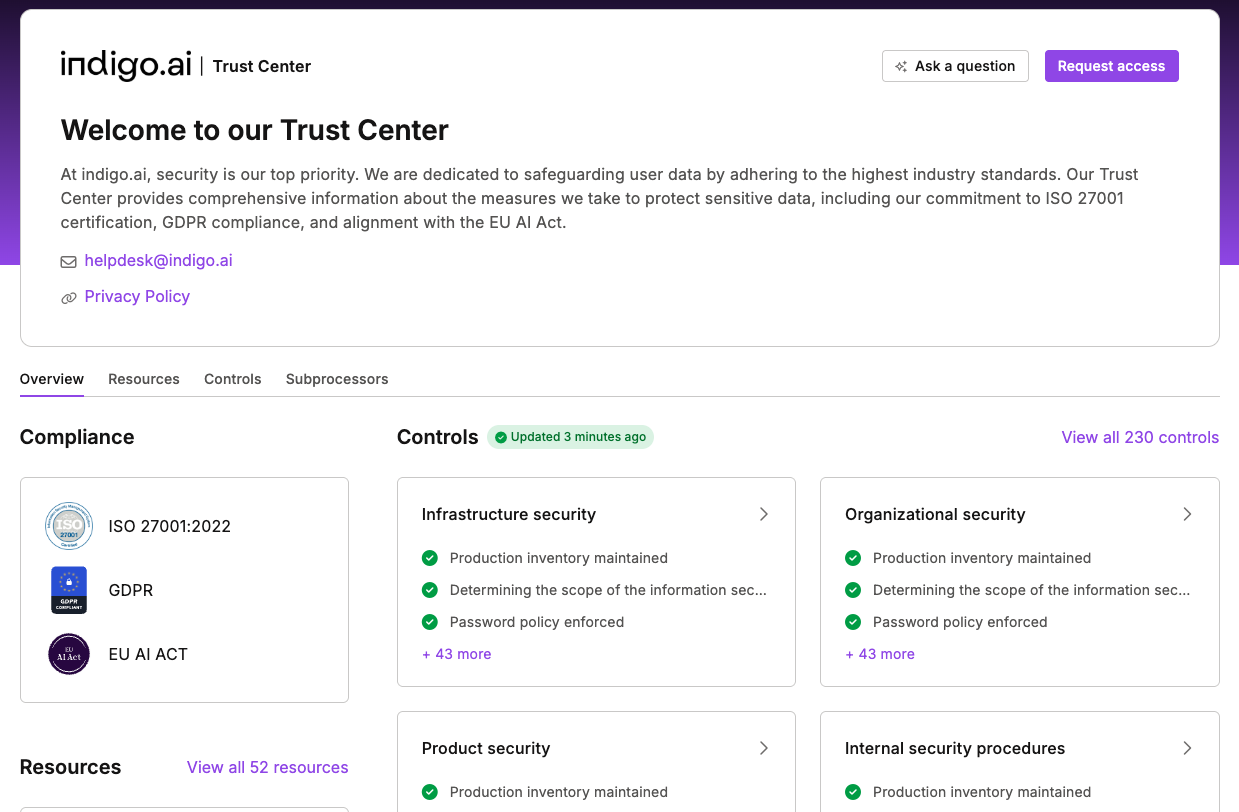 indigo.ai | Trust Center
Ask a question
Request access
Welcome to our Trust Center
At indigo.ai, security is our top priority. We are dedicated to safeguarding user data by adhering to the highest industry standards. Our Trust
Center provides comprehensive information about the measures we take to protect sensitive data, including our commitment to ISO 27001
certification, GDPR compliance, and alignment with the EU AI Act.
helpdesk@indigo.ai
Privacy Policy
Overview
Resources
Controls
Subprocessors
Compliance
ISO
27001
ISO 27001:2022
GDPR
COMPLIANT
GDPR
EU
AI Act
EU AI ACT
Resources
View all 52 resources
Controls
Updated 3 minutes ago
View all 230 controls
Infrastructure security
Production inventory maintained
Determining the scope of the information sec...
Password policy enforced
+ 43 more
Organizational security
Production inventory maintained
Determining the scope of the information sec...
Password policy enforced
+ 43 more
Product security
Production inventory maintained
Internal security procedures
Production inventory maintained